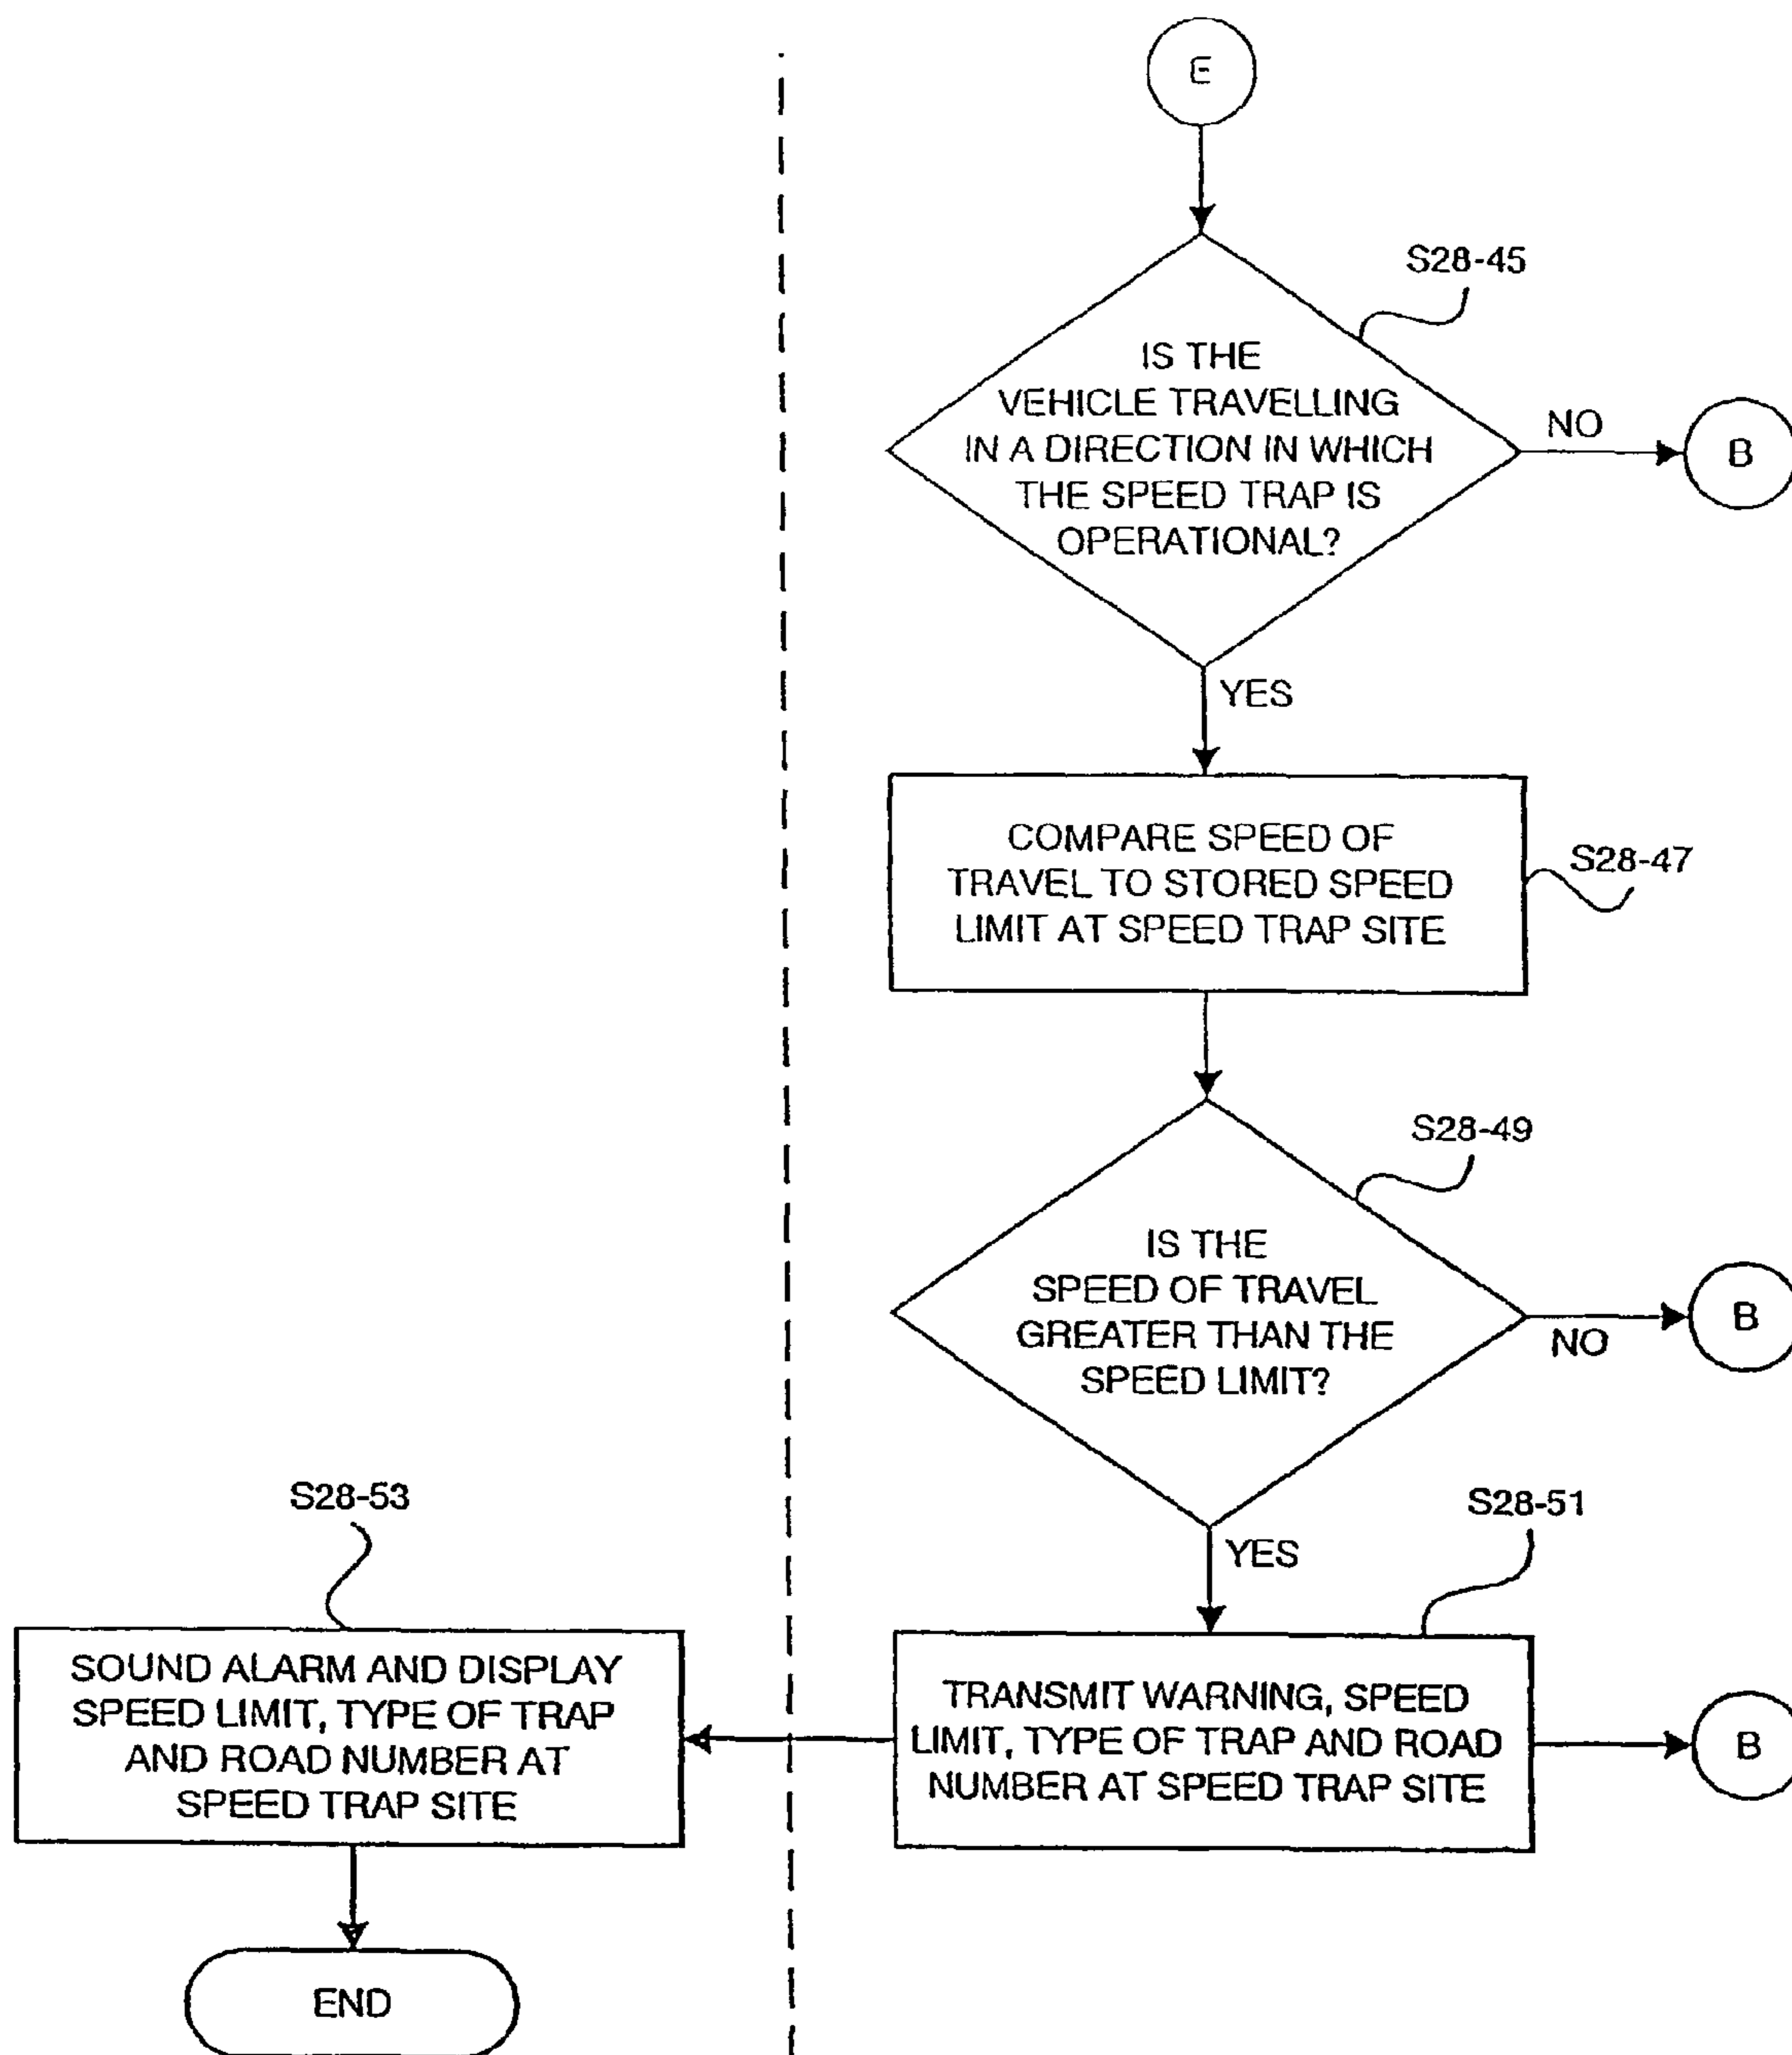 E
S28-45
IS THE
VEHICLE TRAVELLING
IN A DIRECTION IN WHICH
THE SPEED TRAP IS
OPERATIONAL?
NO
B
YES
COMPARE SPEED OF
TRAVEL TO STORED SPEED
LIMIT AT SPEED TRAP SITE
S28-47
S28-49
IS THE
SPEED OF TRAVEL
GREATER THAN THE
SPEED LIMIT?
NO
B
YES
S28-51
TRANSMIT WARNING, SPEED
LIMIT, TYPE OF TRAP AND ROAD
NUMBER AT SPEED TRAP SITE
B
S28-53
SOUND ALARM AND DISPLAY
SPEED LIMIT, TYPE OF TRAP
AND ROAD NUMBER AT
SPEED TRAP SITE
END